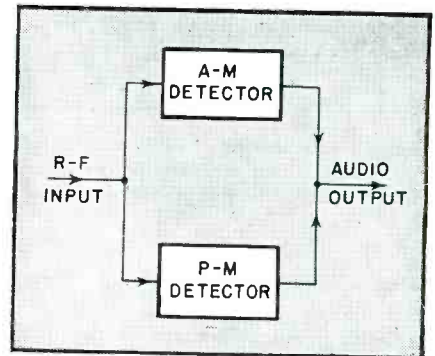 A-M
DETECTOR
R-F
INPUT
AUDIO
OUTPUT
P-M
DETECTOR